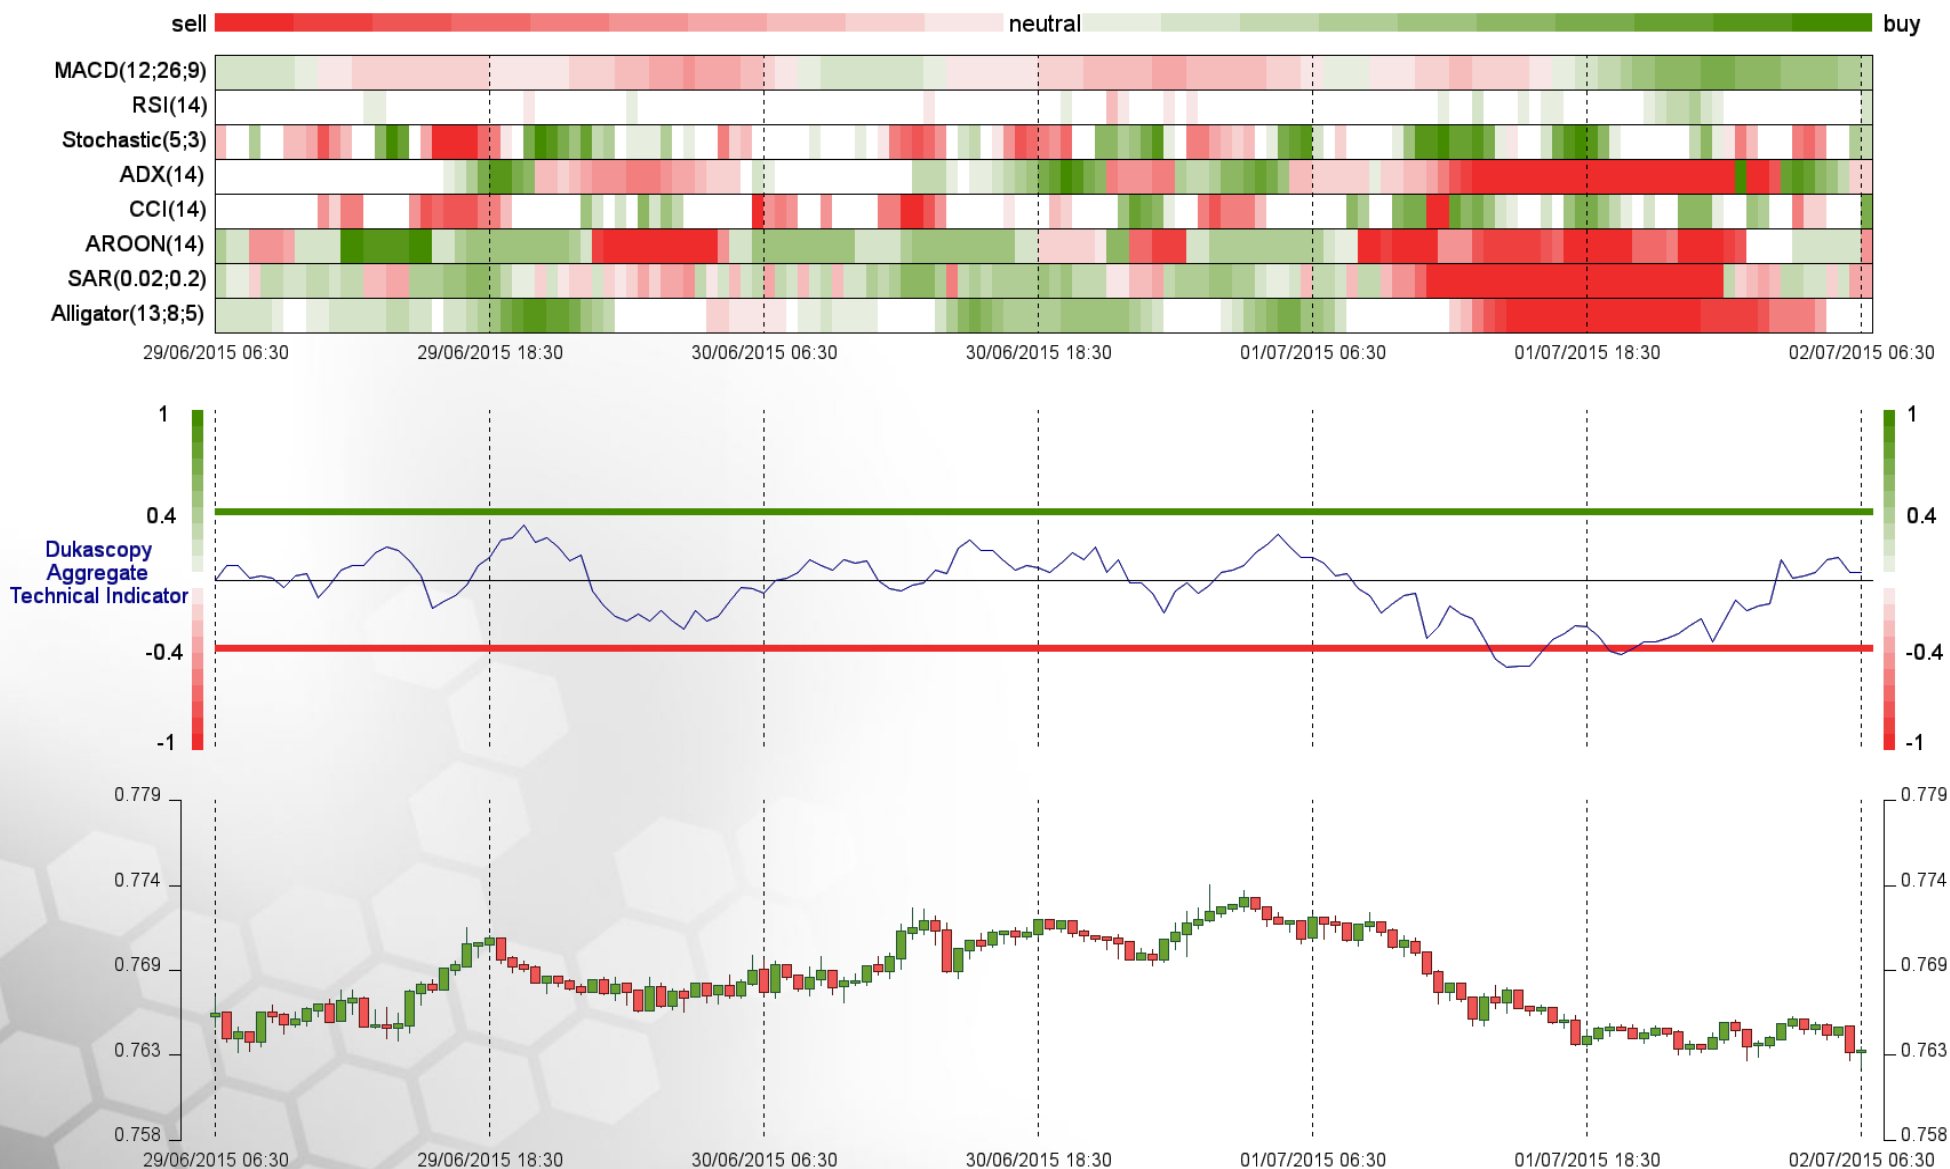 sell neutral buy
MACD(12;26;9)
RSI(14)
Stochastic(5;3)
ADX(14)
CCI(14)
AROON(14)
SAR(0.02;0.2)
Alligator(13;8;5)
29/06/2015 06:30 29/06/2015 18:30 30/06/2015 06:30 30/06/2015 18:30 01/07/2015 06:30 01/07/2015 18:30 02/07/2015 06:30
1 1
0.4 0.4
Dukascopy
Aggregate
Technical Indicator
-0.4 -0.4
-1 -1
0.779 0.779
0.774 0.774
0.769 0.769
0.763 0.763
0.758 0.758
29/06/2015 06:30 29/06/2015 18:30 30/06/2015 06:30 30/06/2015 18:30 01/07/2015 06:30 01/07/2015 18:30 02/07/2015 06:30